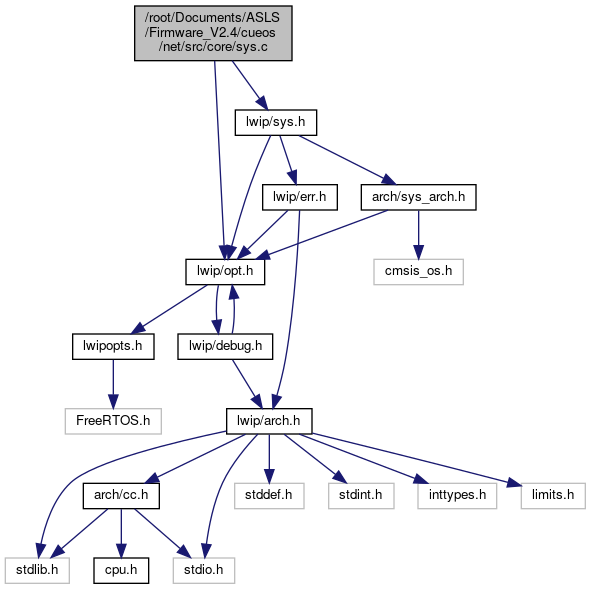 /root/Documents/ASLS
/Firmware_V2.4/cueos
/net/src/core/sys.c
lwip/sys.h
lwip/err.h
arch/sys_arch.h
lwip/opt.h
cmsis_os.h
lwipopts.h
lwip/debug.h
FreeRTOS.h
lwip/arch.h
arch/cc.h
stddef.h
stdint.h
inttypes.h
limits.h
stdlib.h
cpu.h
stdio.h